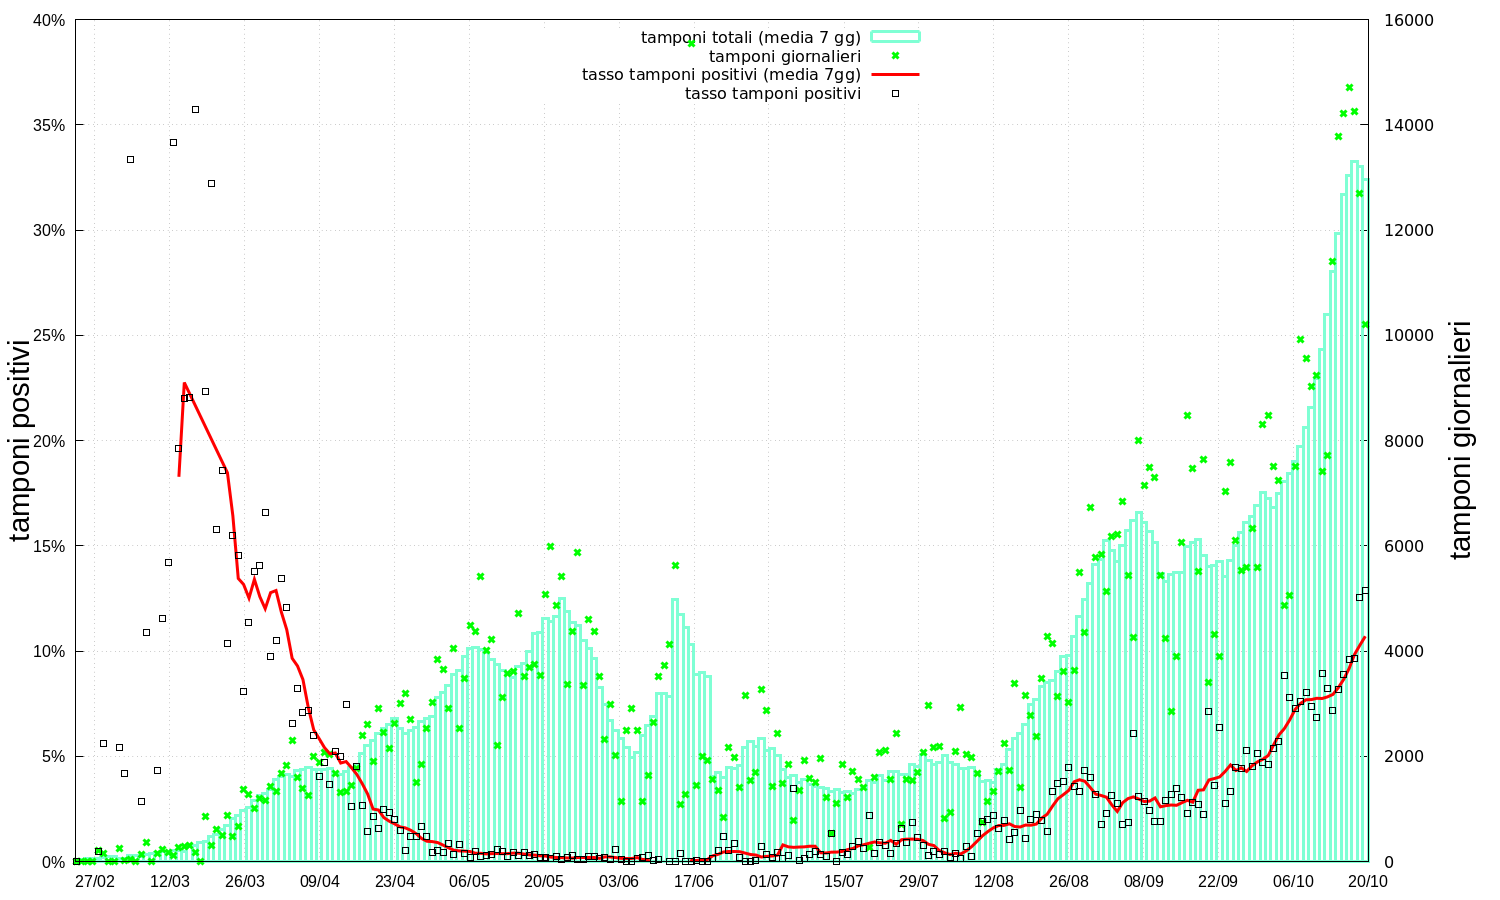 tamponi totali (media 7 gg)
tamponi giornalieri
tasso tamponi positivi (media 7gg)
tasso tamponi positivi
tamponi positivi
40%
35%
30%
25%
20%
15%
10%
5%
0%
16000
14000
12000
10000
8000
6000
4000
2000
0
tamponi giornalieri
27/02 12/03 26/03 09/04 23/04 06/05 20/05 03/06 17/06 01/07 15/07 29/07 12/08 26/08 08/09 22/09 06/10 20/10